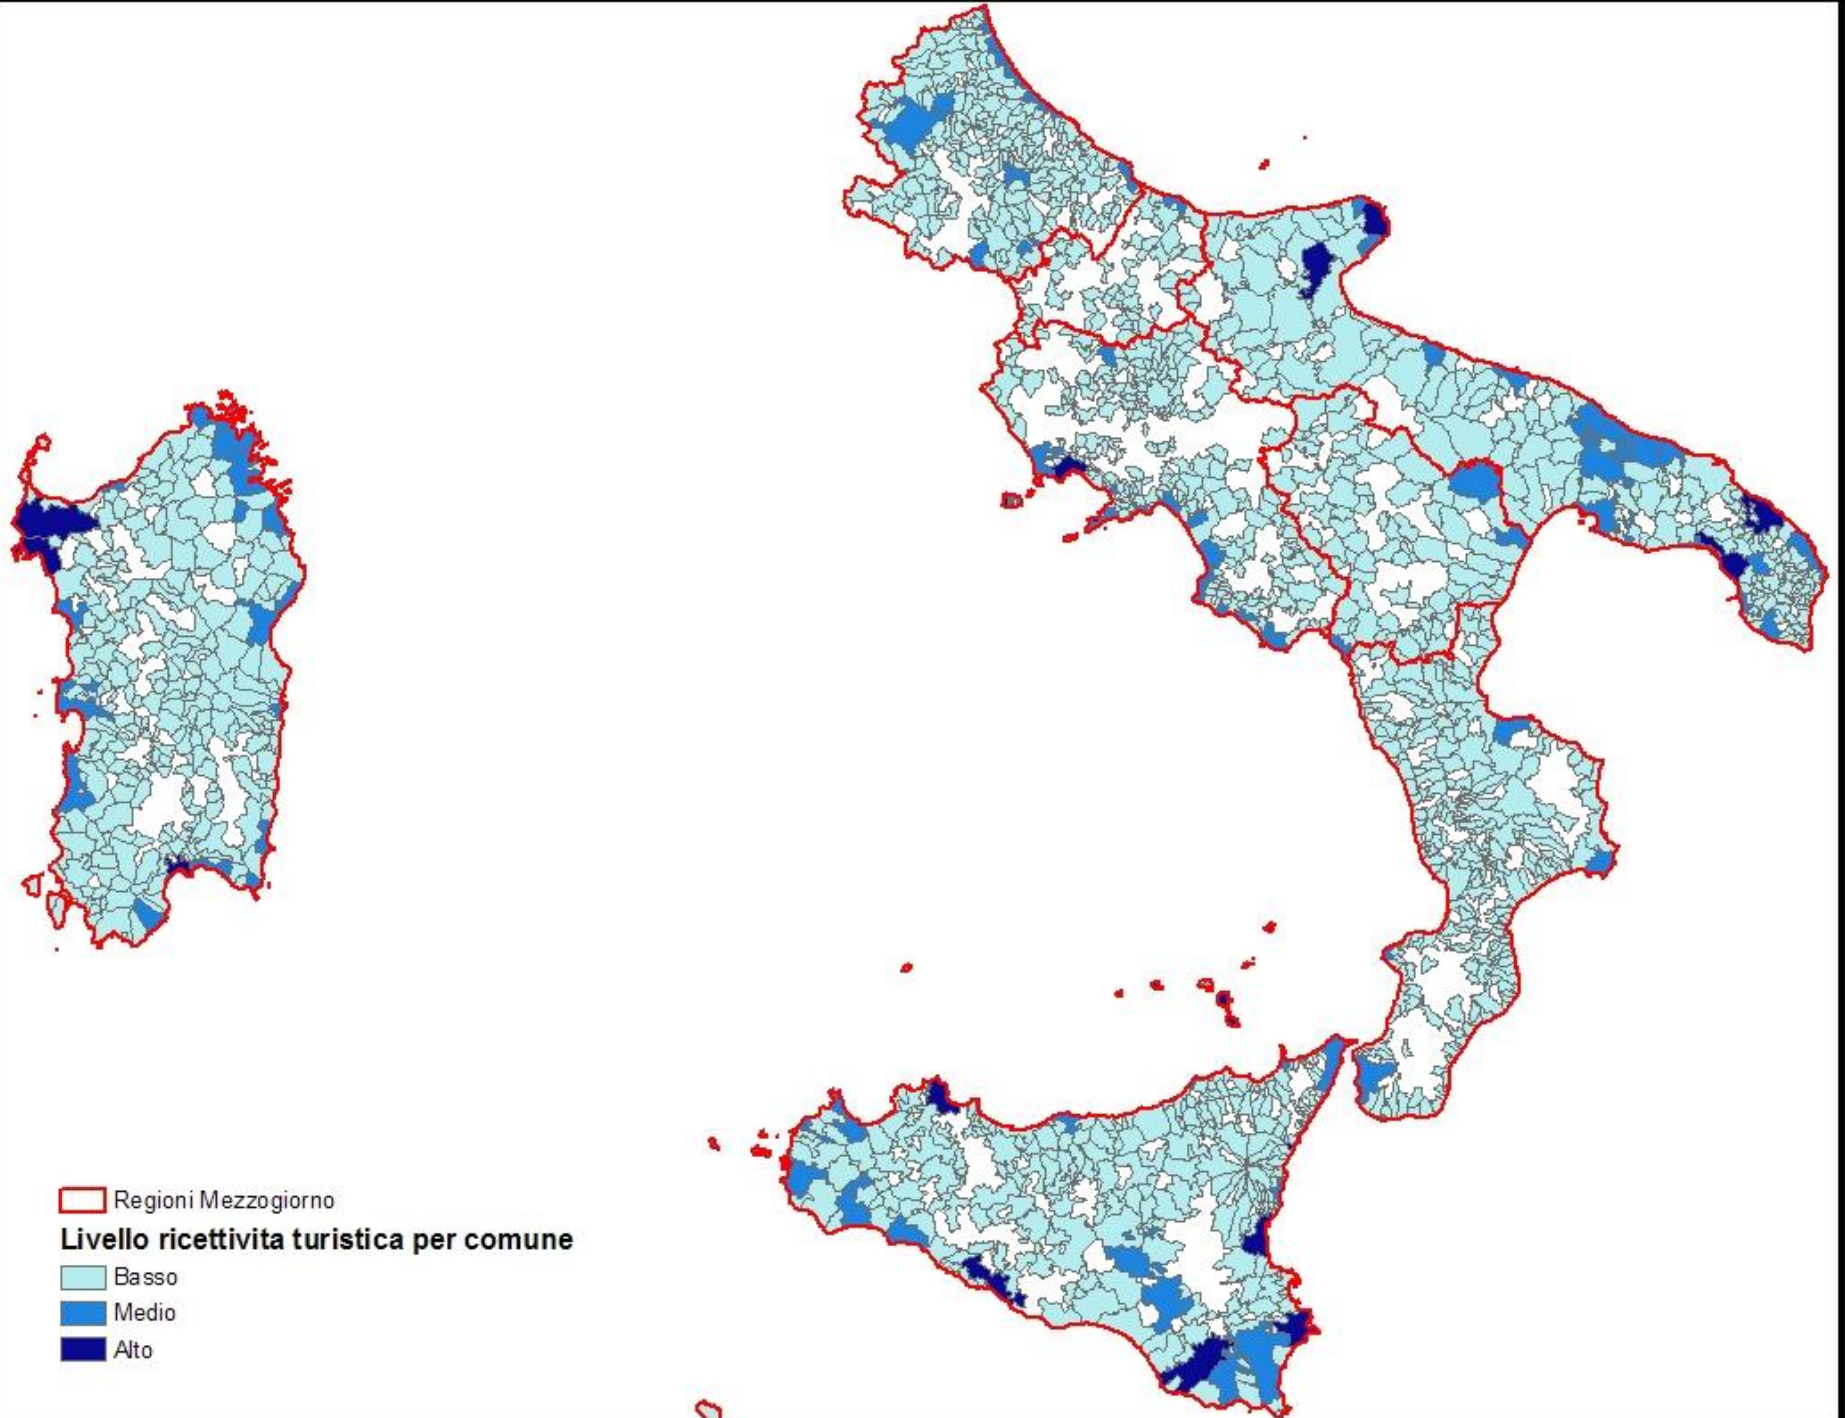 Regioni Mezzogiorno
Livello ricettivita turistica per comune
Basso
Medio
Alto